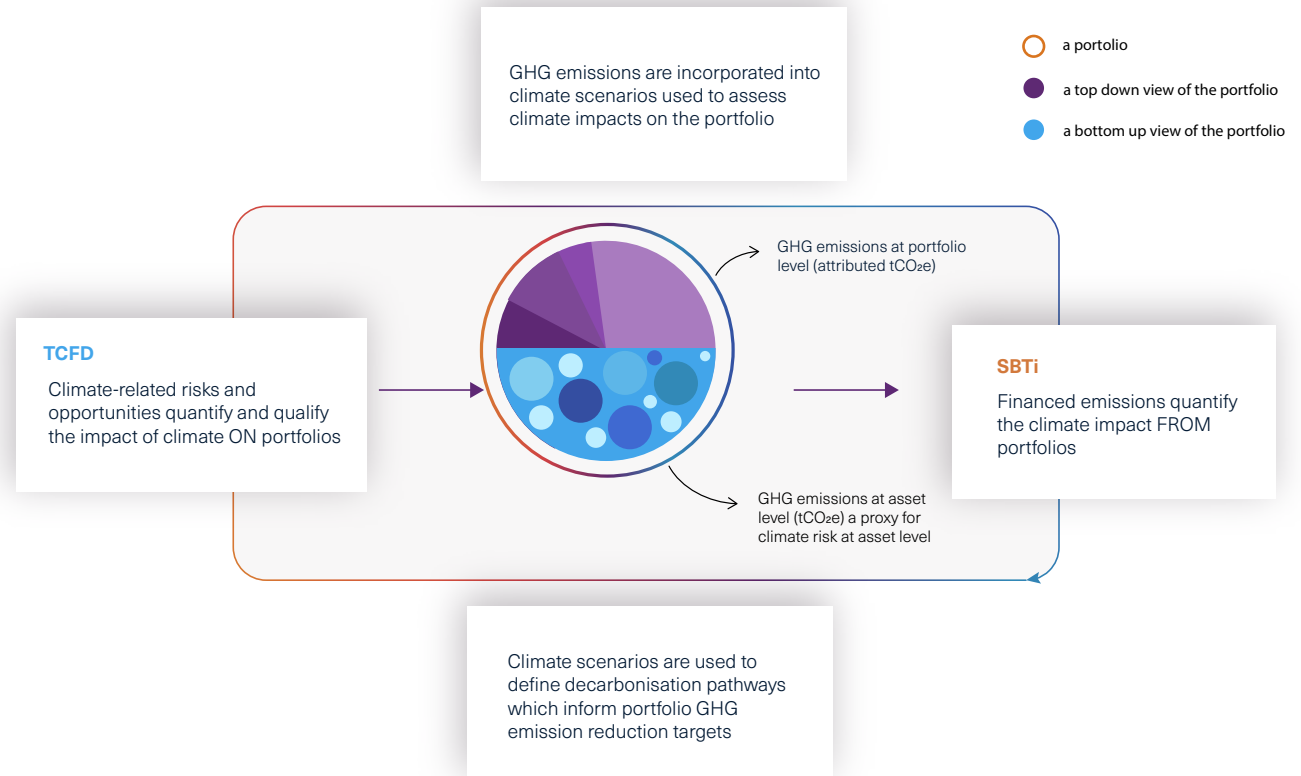 GHG emissions are incorporated into
climate scenarios used to assess
climate impacts on the portfolio
a portolio
a top down view of the portfolio
a bottom up view of the portfolio
GHG emissions at portfolio
level (attributed tCO₂e)
TCFD
Climate-related risks and
opportunities quantify and qualify
the impact of climate ON portfolios
SBTi
Financed emissions quantify
the climate impact FROM
portfolios
GHG emissions at asset
level (tCO₂e) a proxy for
climate risk at asset level
Climate scenarios are used to
define decarbonisation pathways
which inform portfolio GHG
emission reduction targets